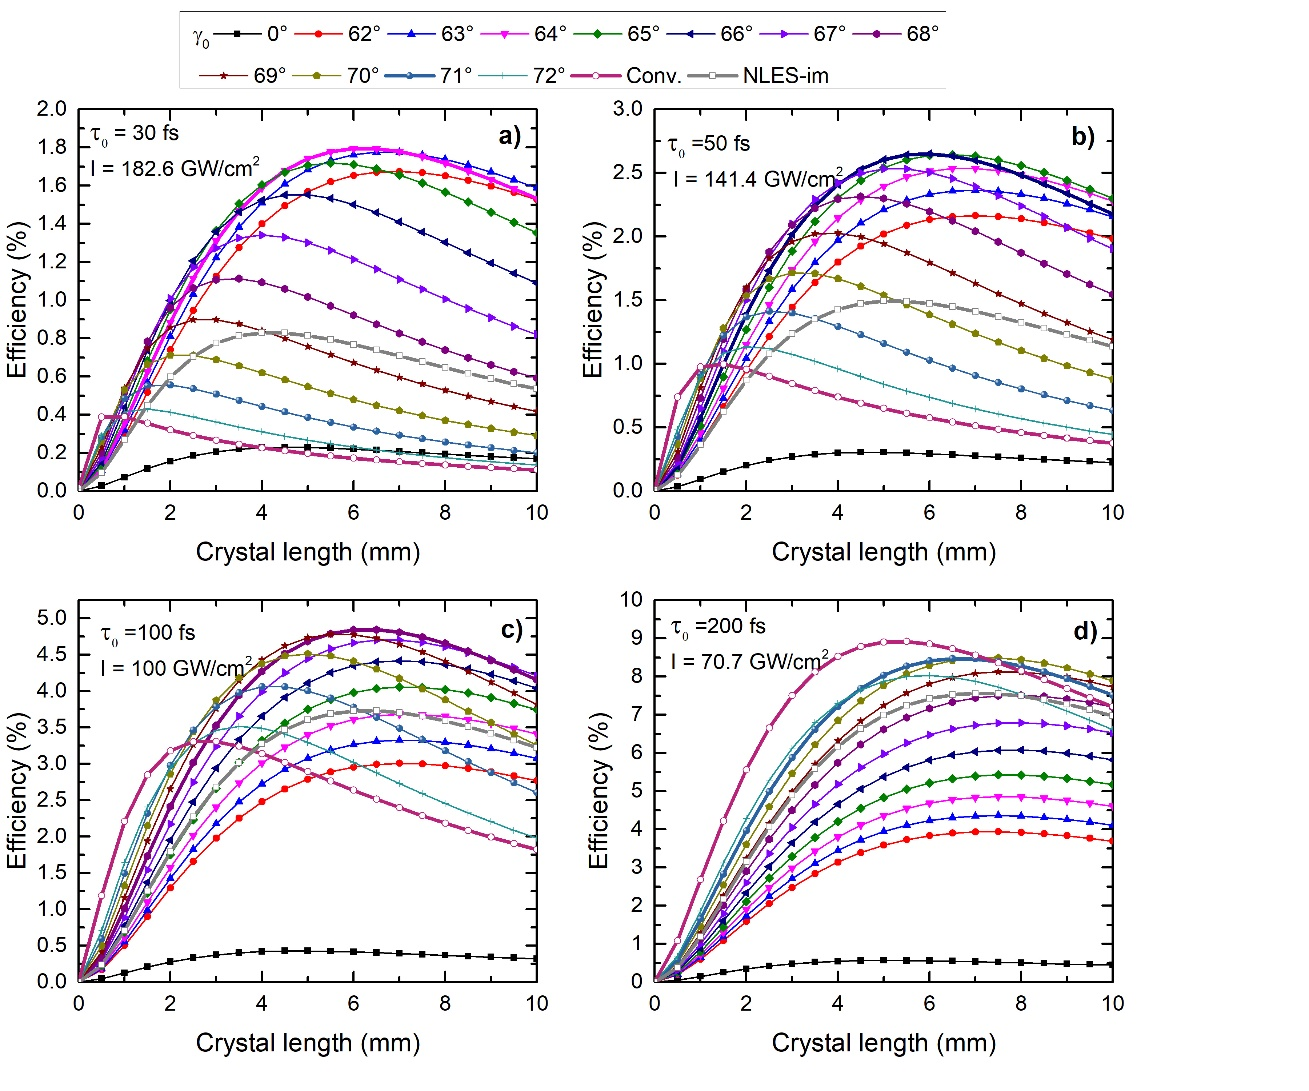 γ₀ 0° 62° 63° 64° 65° 66° 67° 68°
69° 70° 71° 72° Conv. NLES-im
a)
τ₀ = 30 fs
I = 182.6 GW/cm²
Efficiency (%)
2.0
1.8
1.6
1.4
1.2
1.0
0.8
0.6
0.4
0.2
0.0
0 2 4 6 8 10
Crystal length (mm)
b)
τ₀ =50 fs
I = 141.4 GW/cm²
Efficiency (%)
3.0
2.5
2.0
1.5
1.0
0.5
0.0
0 2 4 6 8 10
Crystal length (mm)
c)
τ₀ =100 fs
I = 100 GW/cm²
Efficiency (%)
5.0
4.5
4.0
3.5
3.0
2.5
2.0
1.5
1.0
0.5
0.0
0 2 4 6 8 10
Crystal length (mm)
d)
τ₀ =200 fs
I = 70.7 GW/cm²
Efficiency (%)
10
9
8
7
6
5
4
3
2
1
0
0 2 4 6 8 10
Crystal length (mm)